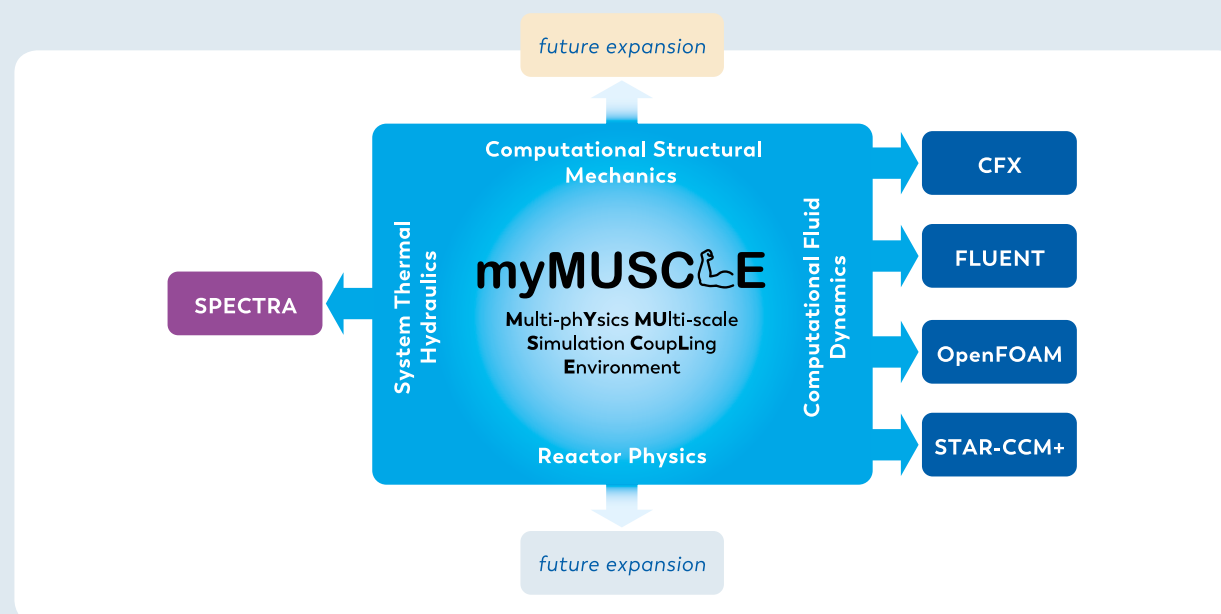 future expansion
Computational Structural
Mechanics
System Thermal
Hydraulics
SPECTRA
myMUSCLE
Multi-phYsics MUlti-scale
Simulation CoupLing
Environment
Computational Fluid
Dynamics
CFX
FLUENT
OpenFOAM
STAR-CCM+
Reactor Physics
future expansion